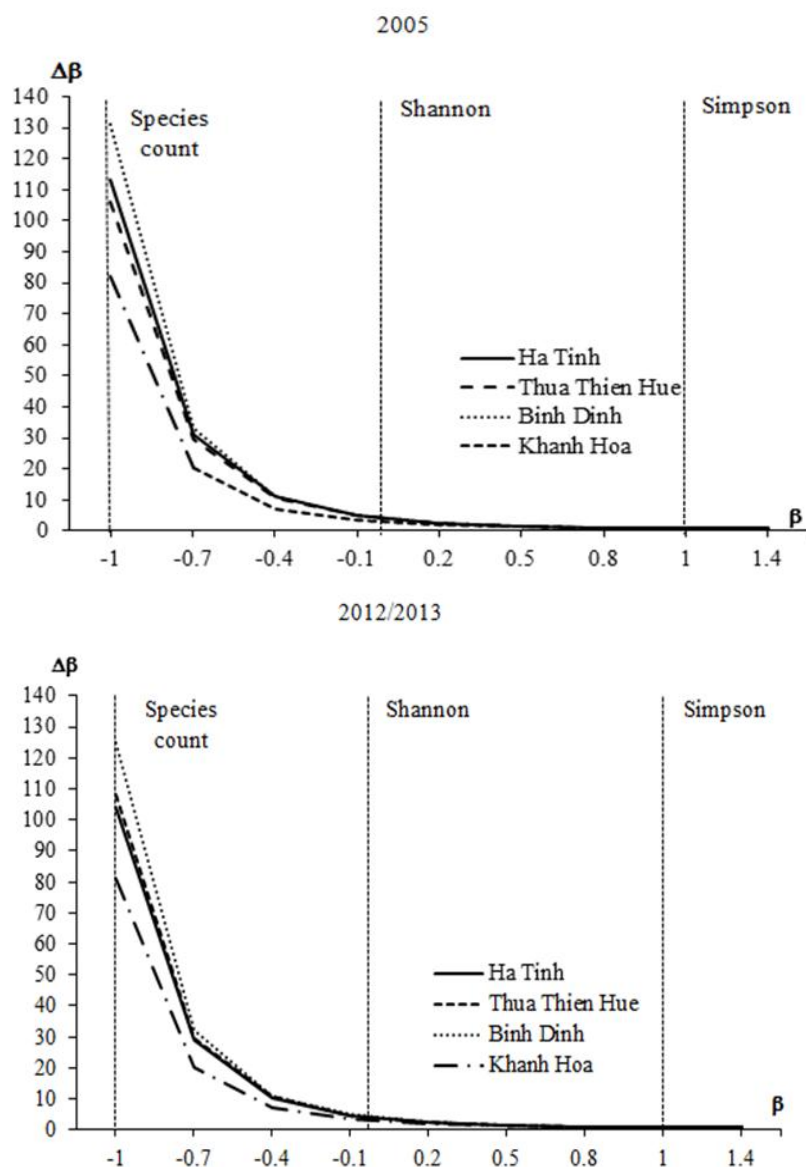 2005
Δβ
140
130
120
110
100
90
80
70
60
50
40
30
20
10
0
Species
count
Shannon
Simpson
Ha Tinh
Thua Thien Hue
Binh Dinh
Khanh Hoa
β
-1 -0.7 -0.4 -0.1 0.2 0.5 0.8 1 1.4
2012/2013
Δβ
140
130
120
110
100
90
80
70
60
50
40
30
20
10
0
Species
count
Shannon
Simpson
Ha Tinh
Thua Thien Hue
Binh Dinh
Khanh Hoa
β
-1 -0.7 -0.4 -0.1 0.2 0.5 0.8 1 1.4